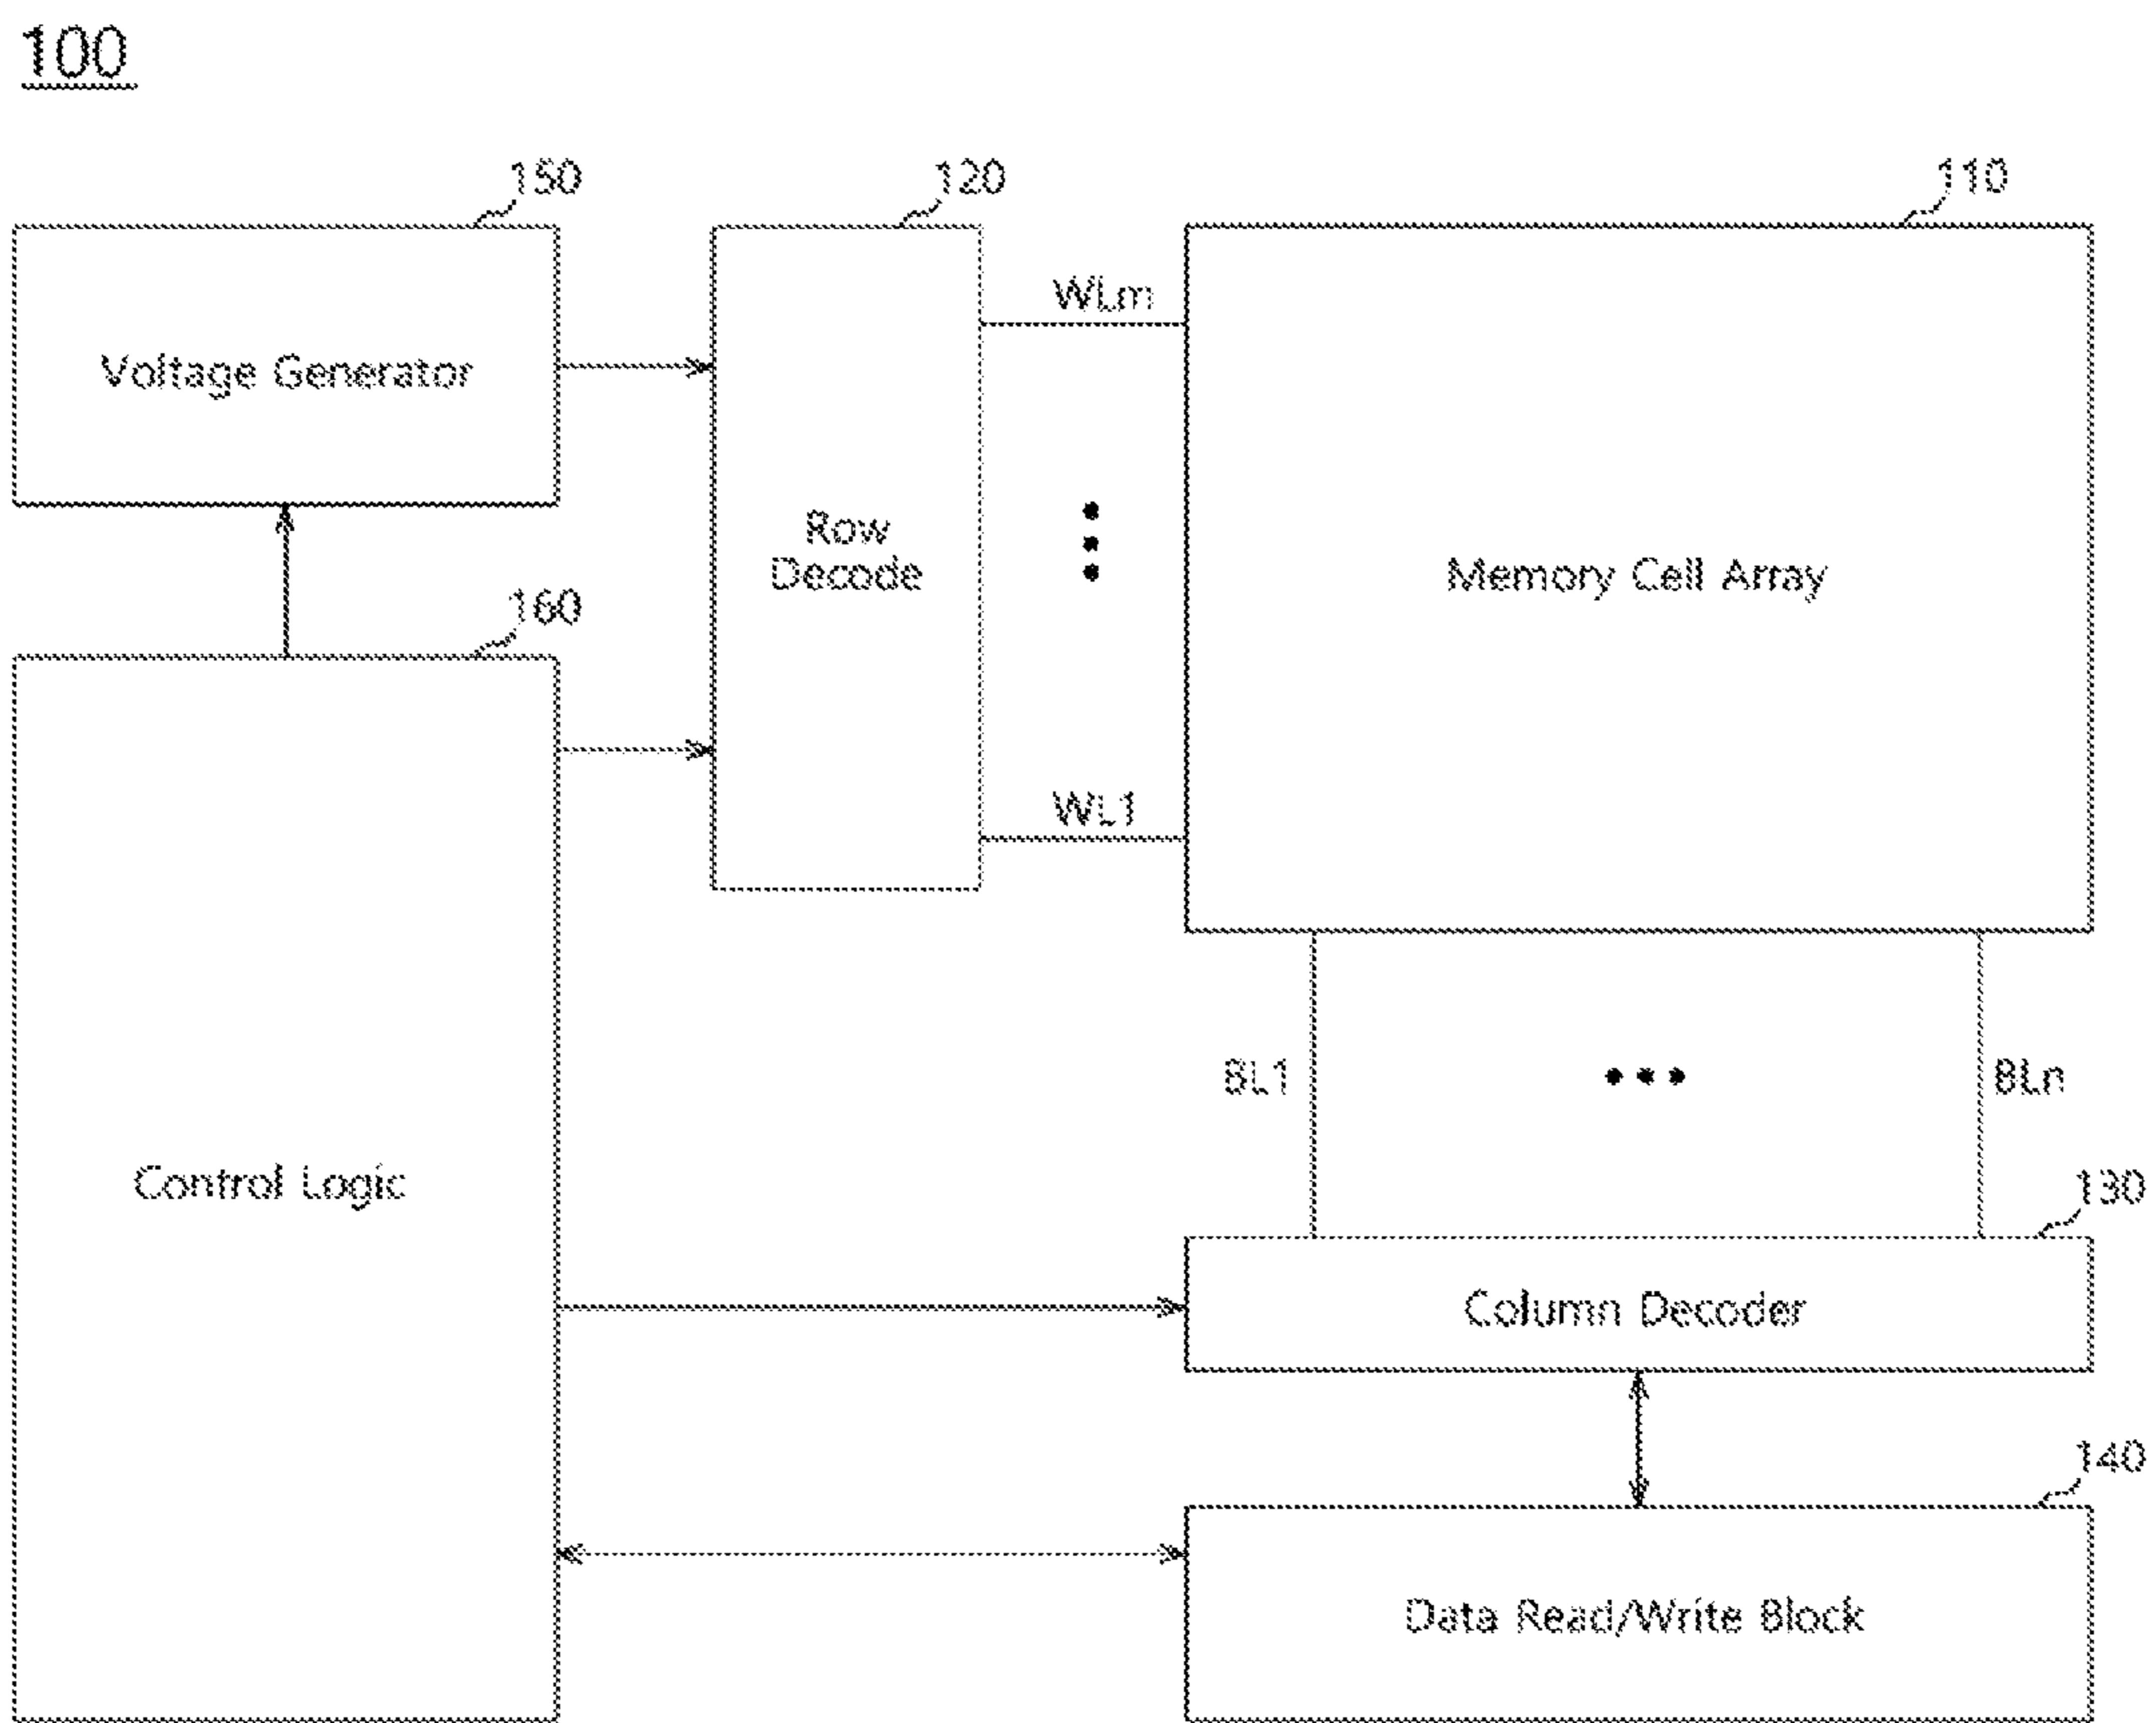 100
150
120
110
WLm
Voltage Generator
Row
Decode
Memory Cell Array
160
WL1
BL1
BLn
Control Logic
130
Column Decoder
140
Data Read/Write Block